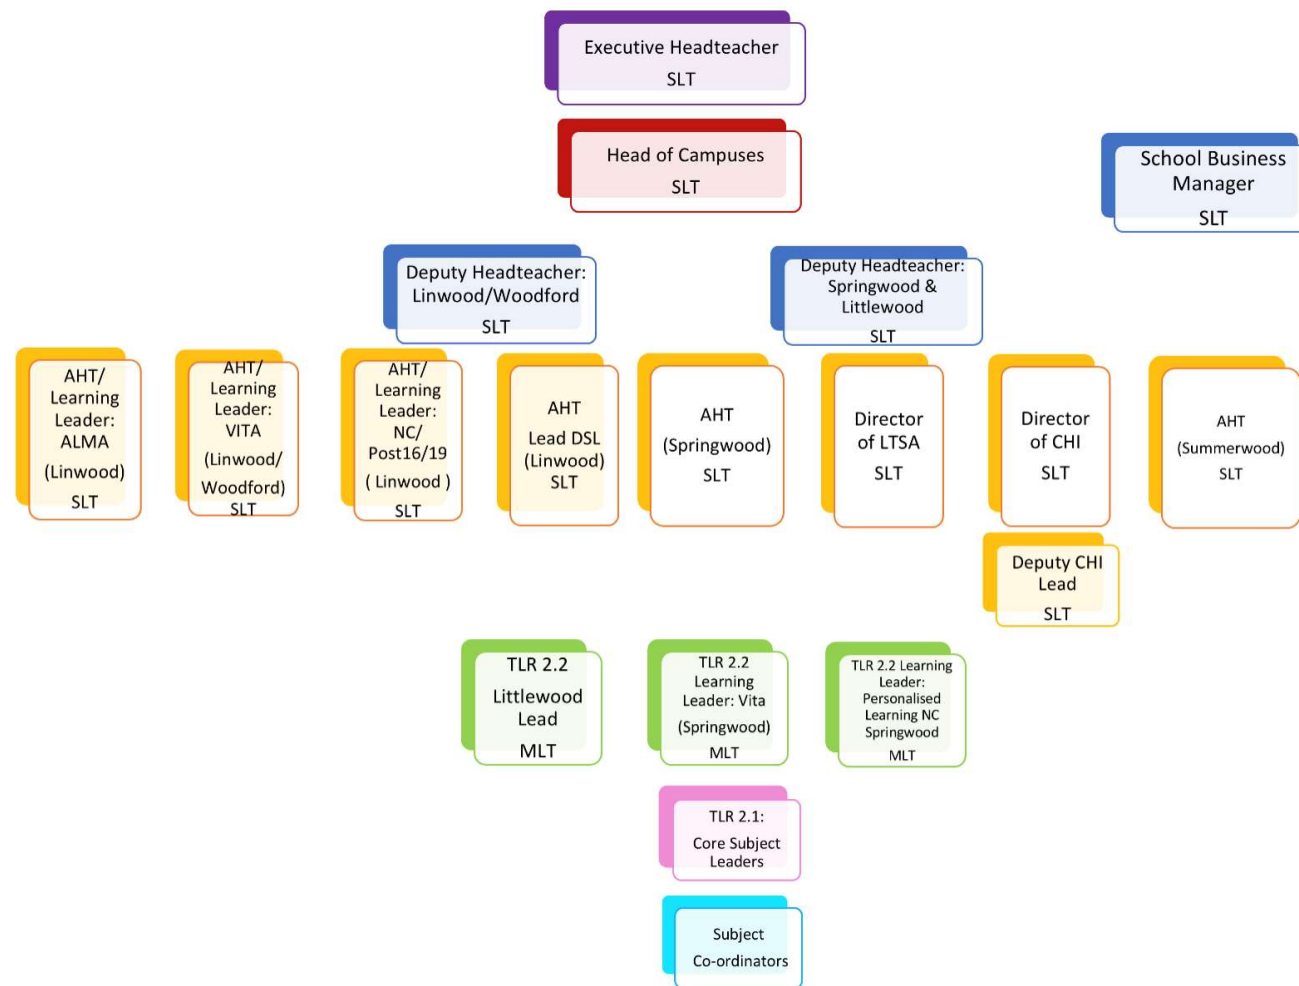 Executive Headteacher
SLT
Head of Campuses
SLT
School Business
Manager
SLT
Deputy Headteacher:
Linwood/Woodford
SLT
Deputy Headteacher:
Springwood &
Littlewood
SLT
AHT/
Learning
Leader:
ALMA
(Linwood)
SLT
AHT/
Learning
Leader:
VITA
(Linwood/
Woodford)
SLT
AHT/
Learning
Leader:
NC/
Post16/19
( Linwood )
SLT
AHT
Lead DSL
(Linwood)
SLT
AHT
(Springwood)
SLT
Director
of LTSA
SLT
Director
of CHI
SLT
AHT
(Summerwood)
SLT
Deputy CHI
Lead
SLT
TLR 2.2
Littlewood
Lead
MLT
TLR 2.2
Learning
Leader: Vita
(Springwood)
MLT
TLR 2.2 Learning
Leader:
Personalised
Learning NC
Springwood
MLT
TLR 2.1:
Core Subject
Leaders
Subject
Co-ordinators